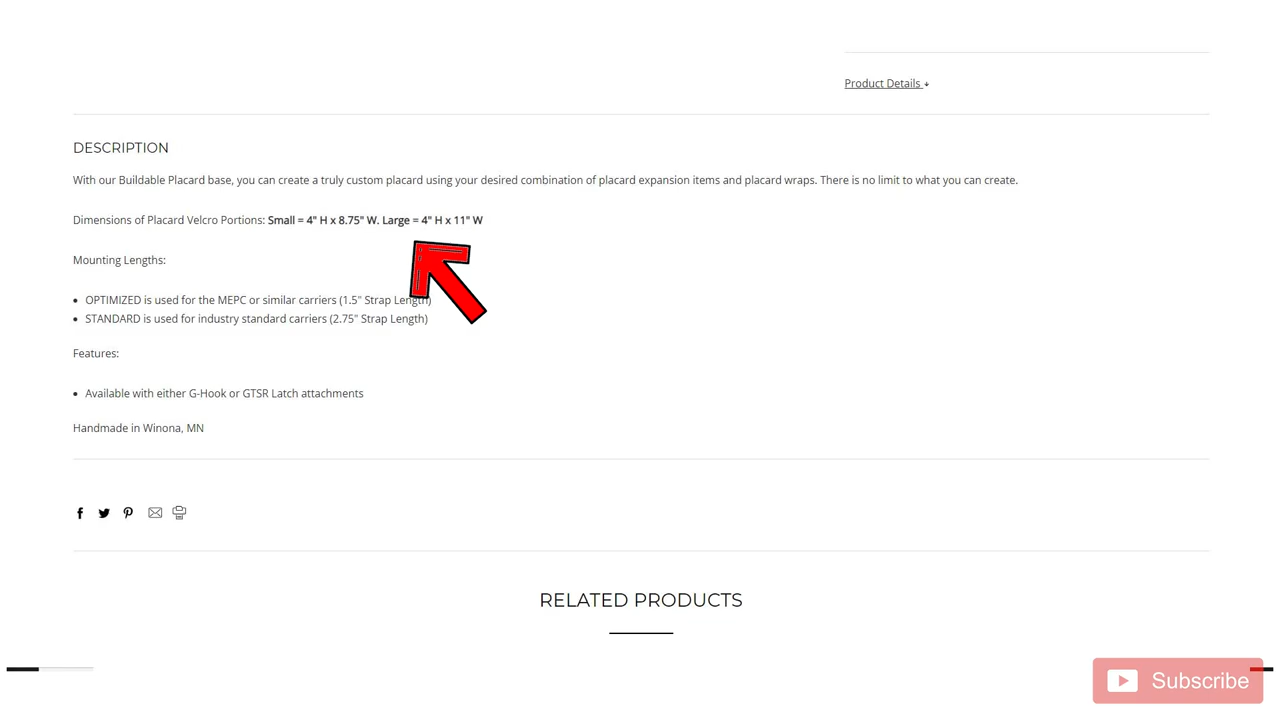 Product Details
DESCRIPTION
With our Buildable Placard base, you can create a truly custom placard using your desired combination of placard expansion items and placard wraps. There is no limit to what you can create.
Dimensions of Placard Velcro Portions: Small = 4" H x 8.75" W. Large = 4" H x 11" W
Mounting Lengths:
OPTIMIZED is used for the MEPC or similar carriers (1.5" Strap Length)
STANDARD is used for industry standard carriers (2.75" Strap Length)
Features:
Available with either G-Hook or GTSR Latch attachments
Handmade in Winona, MN
RELATED PRODUCTS
Subscribe